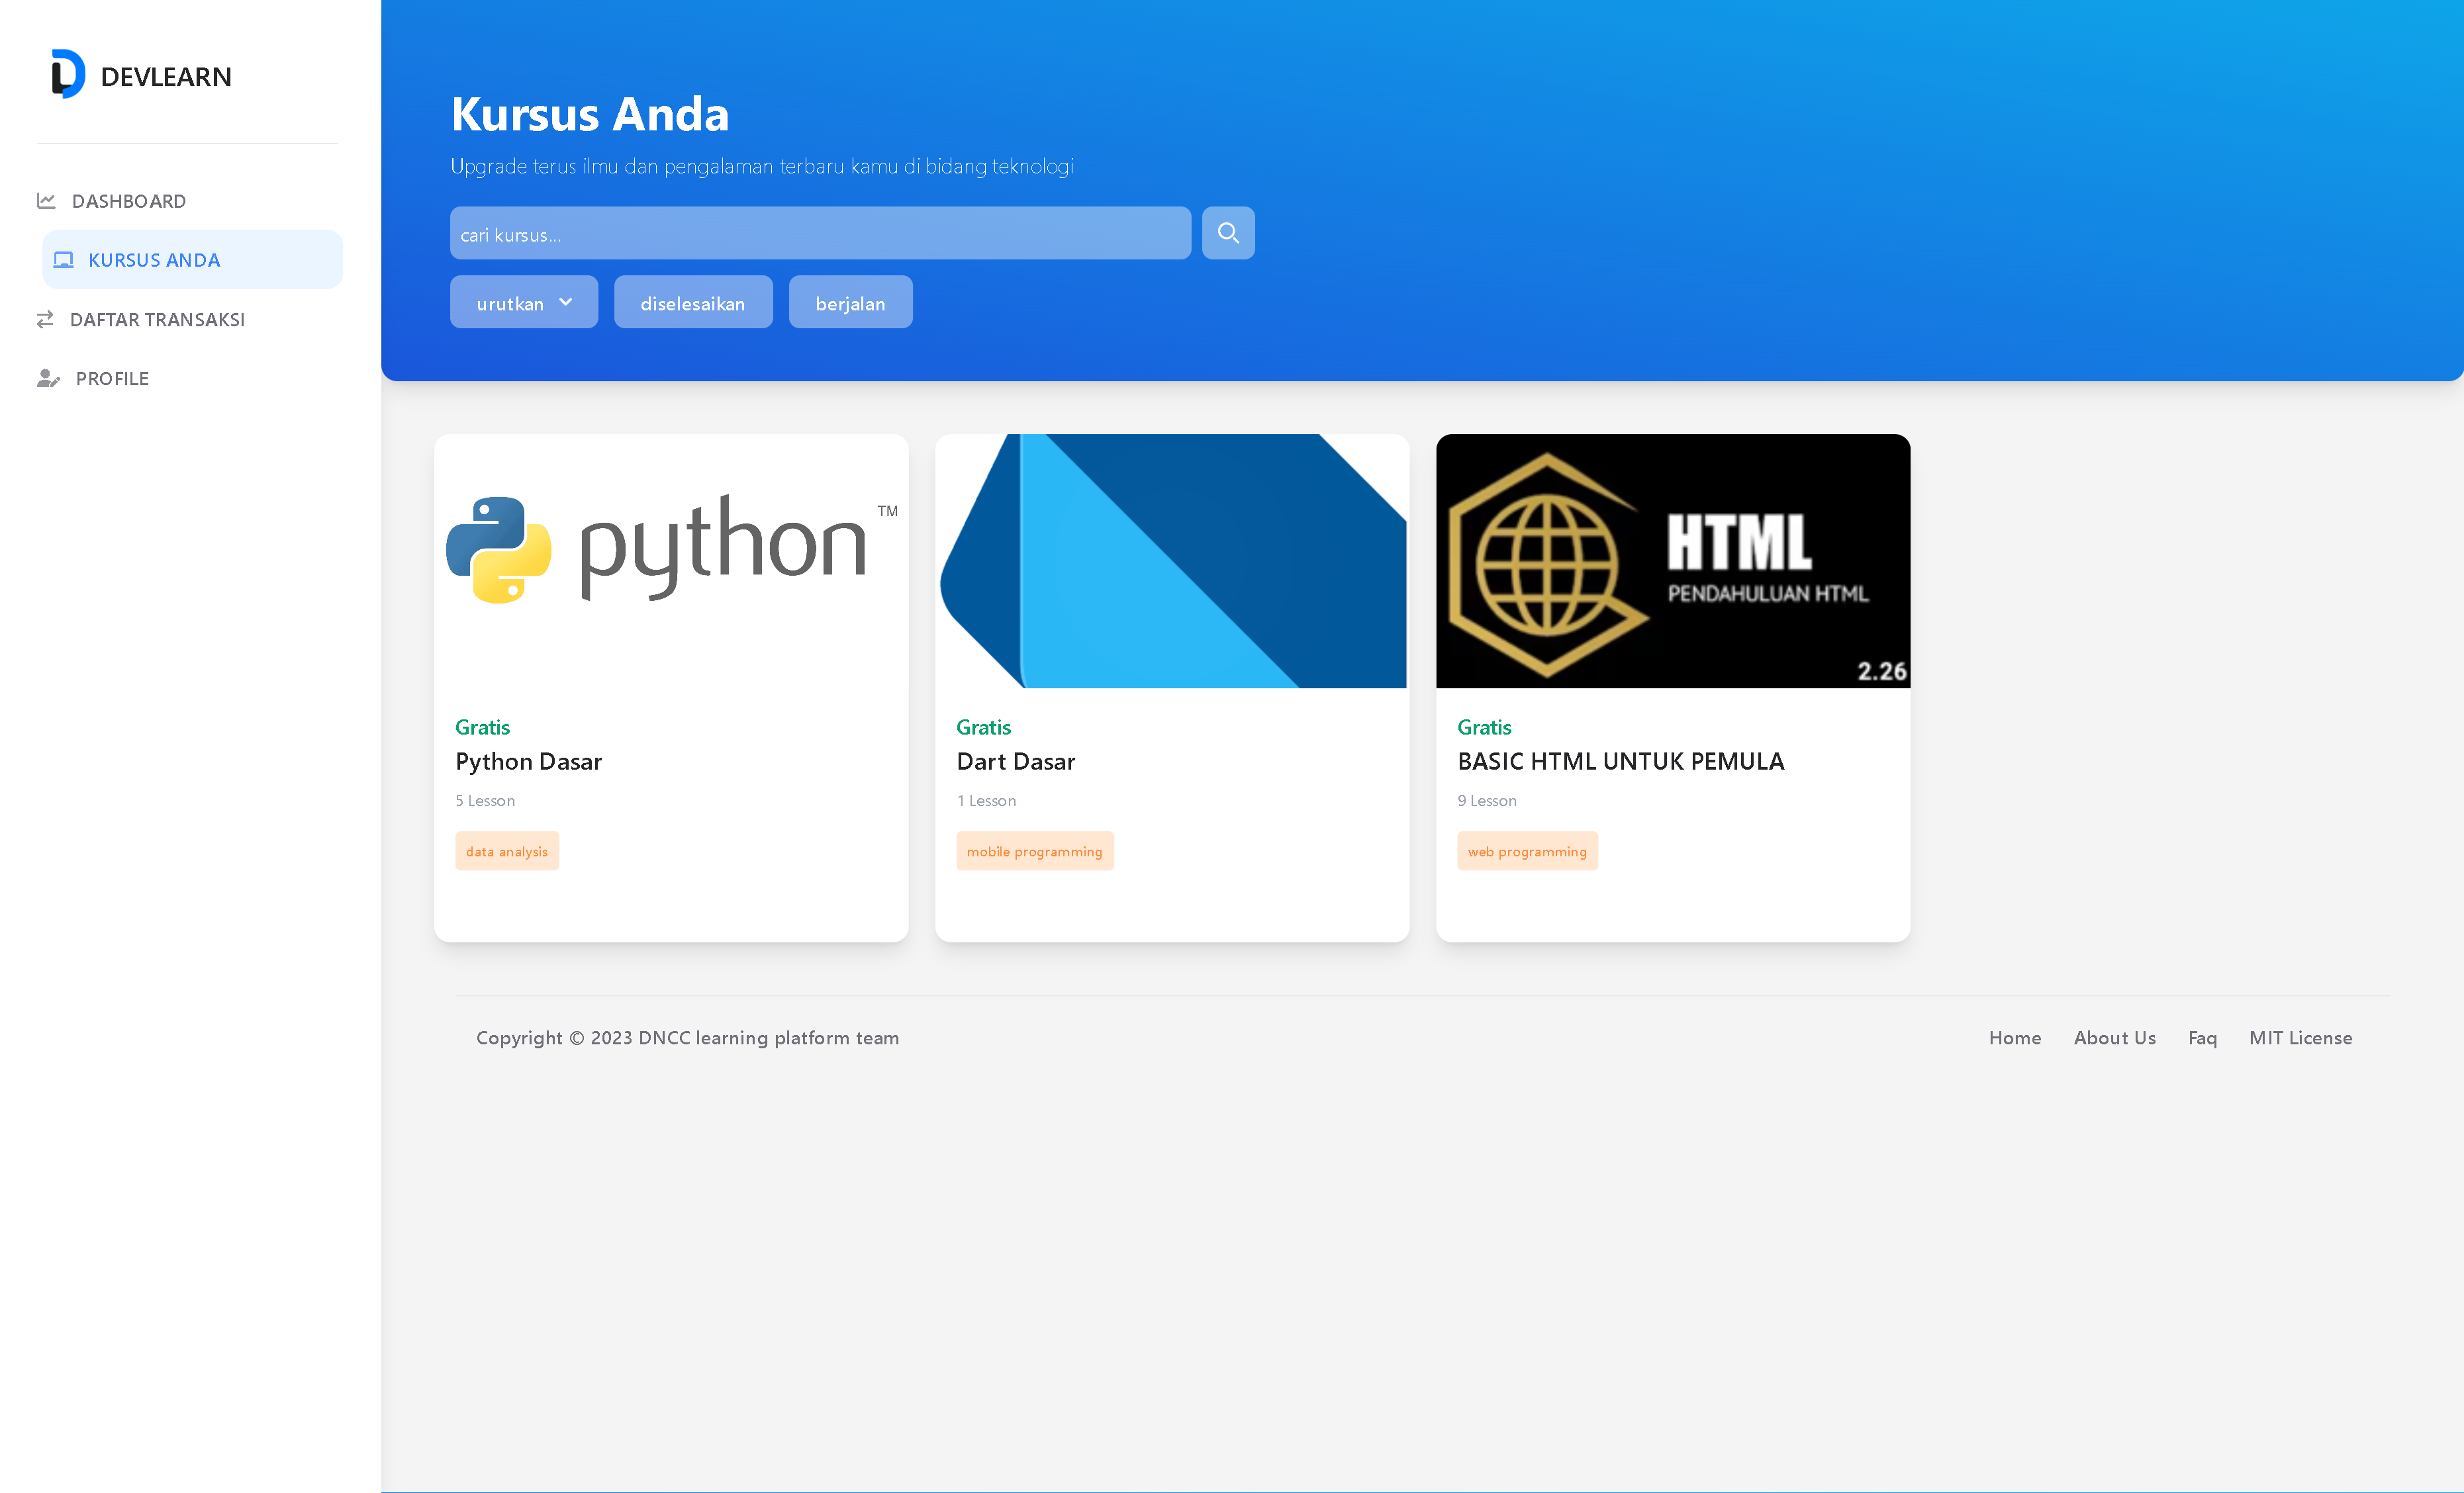 DEVLEARN
DASHBOARD
KURSUS ANDA
DAFTAR TRANSAKSI
PROFILE
Kursus Anda
Upgrade terus ilmu dan pengalaman terbaru kamu di bidang teknologi
cari kursus...
urutkan diselesaikan berjalan
python TM
HTML
PENDAHULUAN HTML
2.26
Gratis
Python Dasar
5 Lesson
data analysis
Gratis
Dart Dasar
1 Lesson
mobile programming
Gratis
BASIC HTML UNTUK PEMULA
9 Lesson
web programming
Copyright © 2023 DNCC learning platform team
Home About Us Faq MIT License